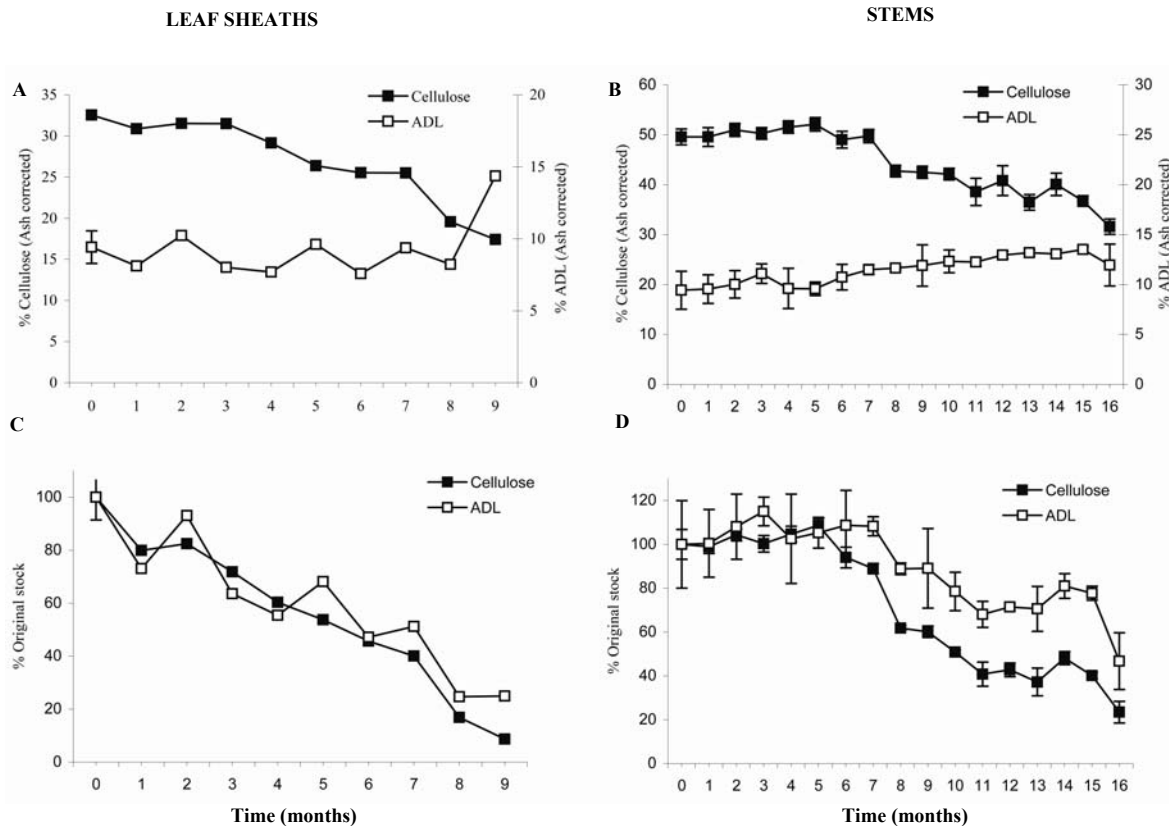 LEAF SHEATHS
STEMS
A
Cellulose
ADL
35
30
25
20
15
10
5
0
20
15
10
5
0
% Cellulose (Ash corrected)
% ADL (Ash corrected)
0 1 2 3 4 5 6 7 8 9
B
Cellulose
ADL
60
50
40
30
20
10
0
30
25
20
15
10
5
0
% Cellulose (Ash corrected)
% ADL (Ash corrected)
0 1 2 3 4 5 6 7 8 9 10 11 12 13 14 15 16
C
Cellulose
ADL
100
80
60
40
20
0
% Original stock
0 1 2 3 4 5 6 7 8 9
Time (months)
D
Cellulose
ADL
120
100
80
60
40
20
0
% Original stock
0 1 2 3 4 5 6 7 8 9 10 11 12 13 14 15 16
Time (months)